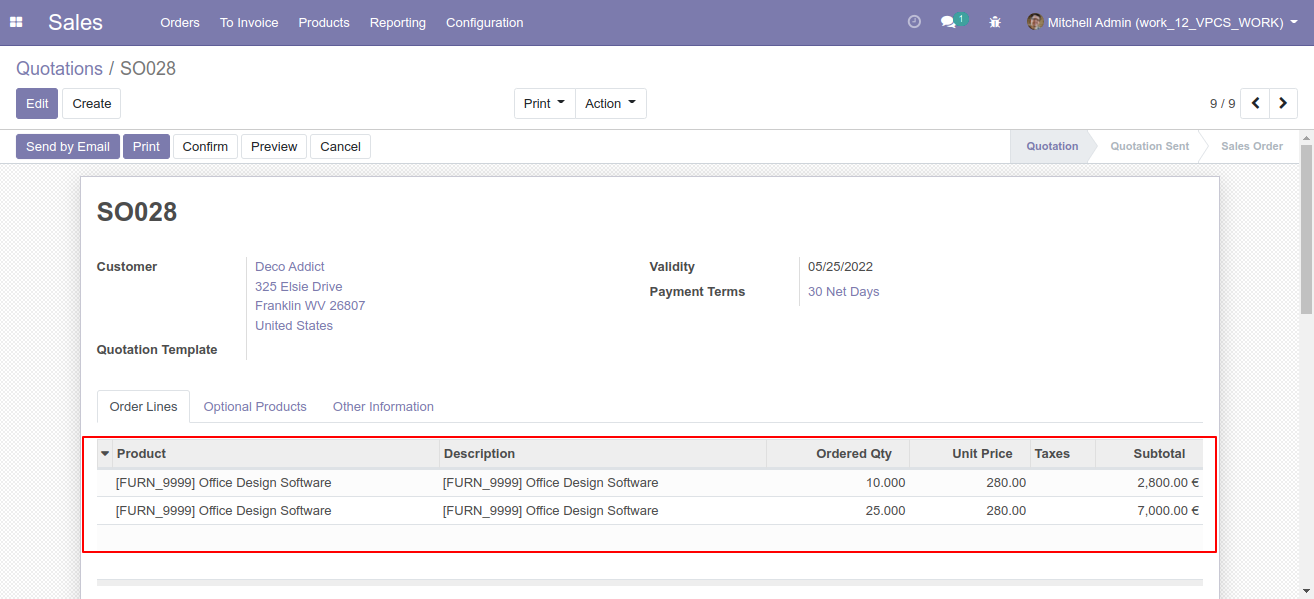 Sales Orders To Invoice Products Reporting Configuration 1 Mitchell Admin (work_12_VPCS_WORK)
Quotations / SO028
Edit Create Print Action 9 / 9
Send by Email Print Confirm Preview Cancel Quotation Quotation Sent Sales Order
SO028
Customer Deco Addict Validity 05/25/2022
325 Elsie Drive Payment Terms 30 Net Days
Franklin WV 26807
United States
Quotation Template
Order Lines Optional Products Other Information
Product Description Ordered Qty Unit Price Taxes Subtotal
[FURN_9999] Office Design Software [FURN_9999] Office Design Software 10.000 280.00 2,800.00 €
[FURN_9999] Office Design Software [FURN_9999] Office Design Software 25.000 280.00 7,000.00 €